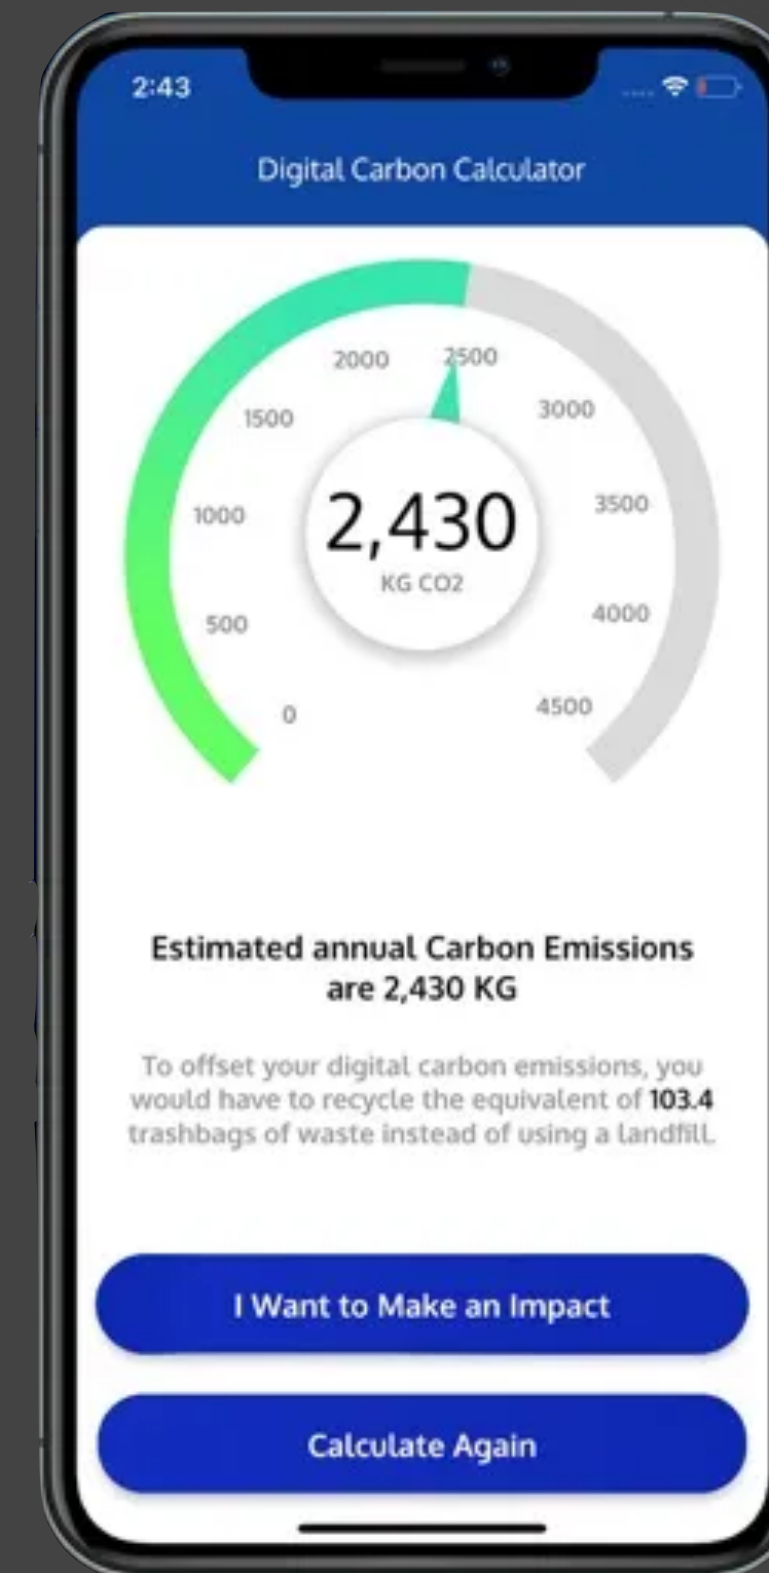 2:43
Digital Carbon Calculator
2000 2500
1500 3000
1000 3500
2,430
KG CO2
500 4000
0 4500
Estimated annual Carbon Emissions
are 2,430 KG
To offset your digital carbon emissions, you
would have to recycle the equivalent of 103.4
trashbags of waste instead of using a landfill.
I Want to Make an Impact
Calculate Again